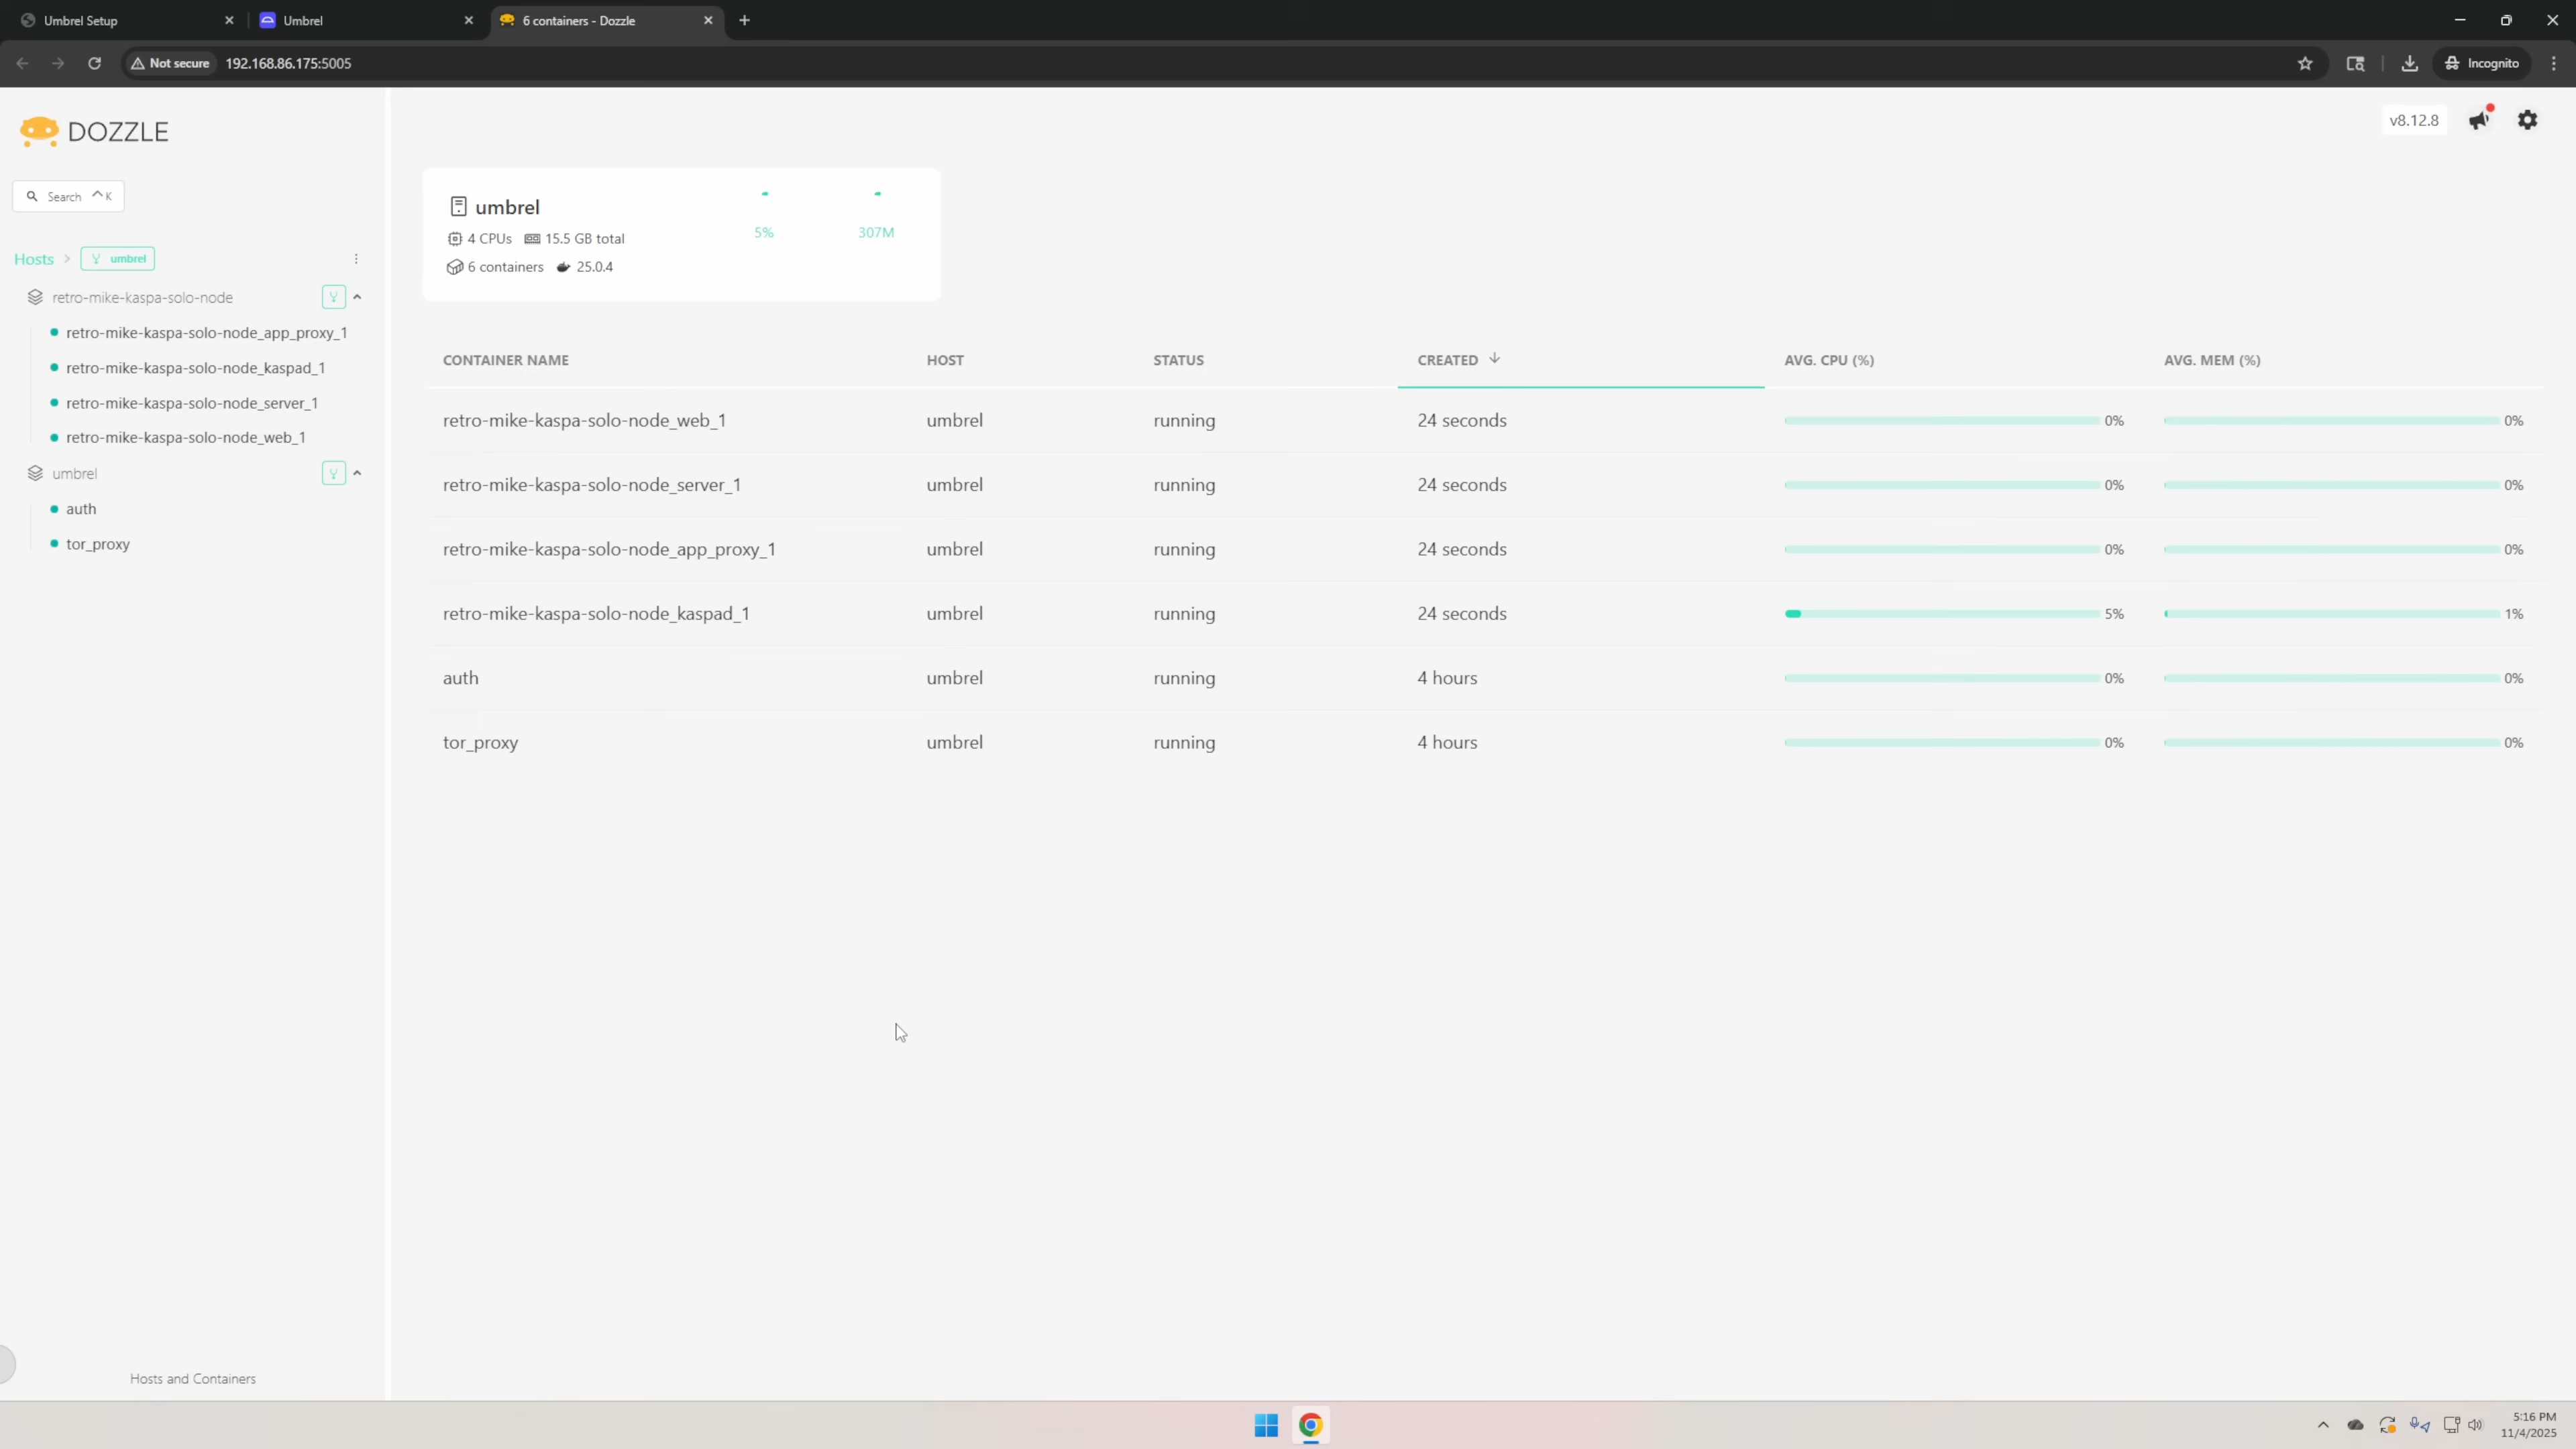 Umbrel Setup
Umbrel
6 containers - Dozzle
Not secure
192.168.86.175:5005
Incognito
DOZZLE
v8.12.8
Search ^ K
umbrel
4 CPUs 15.5 GB total
6 containers 25.0.4
5%
307M
Hosts
umbrel
retro-mike-kaspa-solo-node
retro-mike-kaspa-solo-node_app_proxy_1
retro-mike-kaspa-solo-node_kaspad_1
retro-mike-kaspa-solo-node_server_1
retro-mike-kaspa-solo-node_web_1
umbrel
auth
tor_proxy
CONTAINER NAME HOST STATUS CREATED AVG. CPU (%) AVG. MEM (%)
retro-mike-kaspa-solo-node_web_1 umbrel running 24 seconds 0% 0%
retro-mike-kaspa-solo-node_server_1 umbrel running 24 seconds 0% 0%
retro-mike-kaspa-solo-node_app_proxy_1 umbrel running 24 seconds 0% 0%
retro-mike-kaspa-solo-node_kaspad_1 umbrel running 24 seconds 5% 1%
auth umbrel running 4 hours 0% 0%
tor_proxy umbrel running 4 hours 0% 0%
Hosts and Containers
5:16 PM
11/4/2025